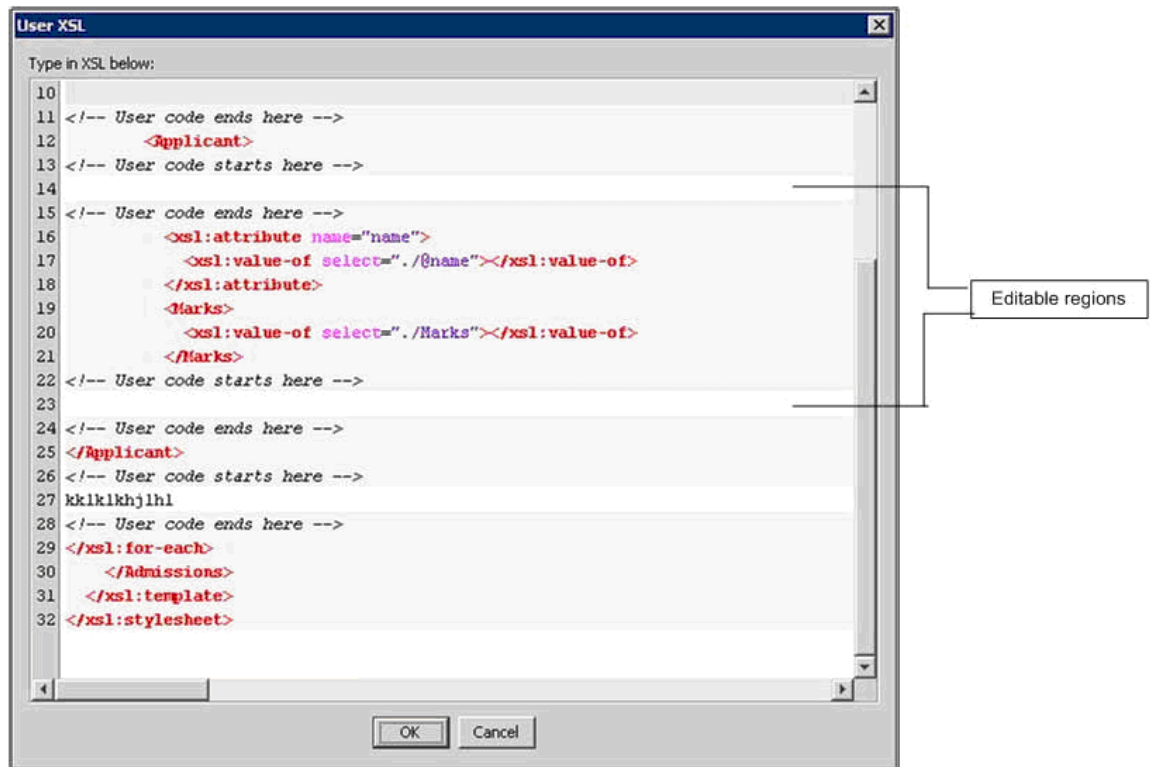 User XSL
Type in XSL below:
10
11 <!-- User code ends here -->
12 <Applicant>
13 <!-- User code starts here -->
14
15 <!-- User code ends here -->
16 <xsl:attribute name="name">
17 <xsl:value-of select="./@name"></xsl:value-of>
18 </xsl:attribute>
19 <Marks>
20 <xsl:value-of select="./Marks"></xsl:value-of>
21 </Marks>
22 <!-- User code starts here -->
23
24 <!-- User code ends here -->
25 </Applicant>
26 <!-- User code starts here -->
27 kklklkhjlhl
28 <!-- User code ends here -->
29 </xsl:for-each>
30 </Admissions>
31 </xsl:template>
32 </xsl:stylesheet>
Editable regions
OK Cancel